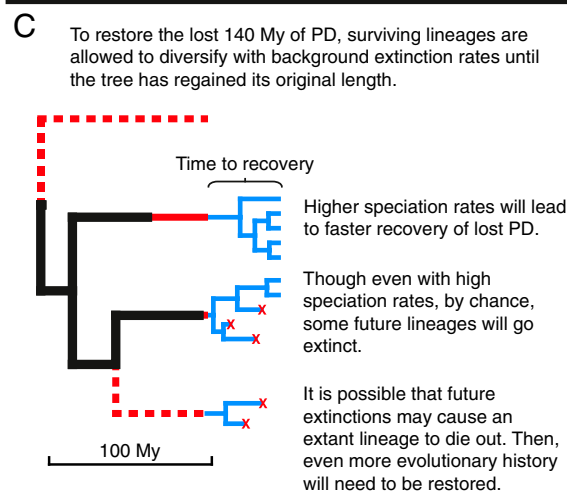 C
To restore the lost 140 My of PD, surviving lineages are
allowed to diversify with background extinction rates until
the tree has regained its original length.
Time to recovery
Higher speciation rates will lead
to faster recovery of lost PD.
Though even with high
speciation rates, by chance,
some future lineages will go
extinct.
X
X
X
It is possible that future
extinctions may cause an
extant lineage to die out. Then,
even more evolutionary history
will need to be restored.
X
X
100 My